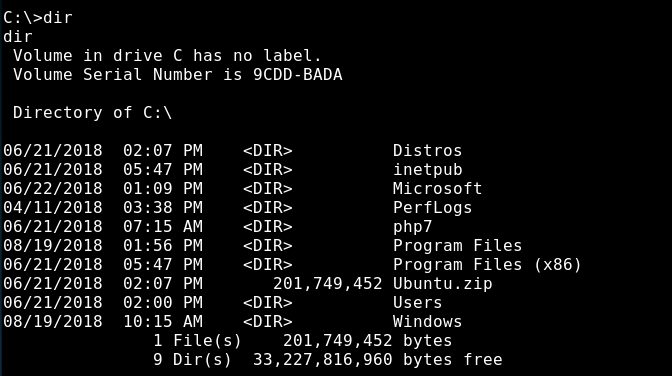 C:\>dir
dir
 Volume in drive C has no label.
 Volume Serial Number is 9CDD-BADA

 Directory of C:\

06/21/2018  02:07 PM    <DIR>          Distros
06/21/2018  05:47 PM    <DIR>          inetpub
06/22/2018  01:09 PM    <DIR>          Microsoft
04/11/2018  03:38 PM    <DIR>          PerfLogs
06/21/2018  07:15 AM    <DIR>          php7
08/19/2018  01:56 PM    <DIR>          Program Files
06/21/2018  05:47 PM    <DIR>          Program Files (x86)
06/21/2018  02:07 PM       201,749,452 Ubuntu.zip
06/21/2018  02:00 PM    <DIR>          Users
08/19/2018  10:15 AM    <DIR>          Windows
               1 File(s)    201,749,452 bytes
               9 Dir(s)  33,227,816,960 bytes free